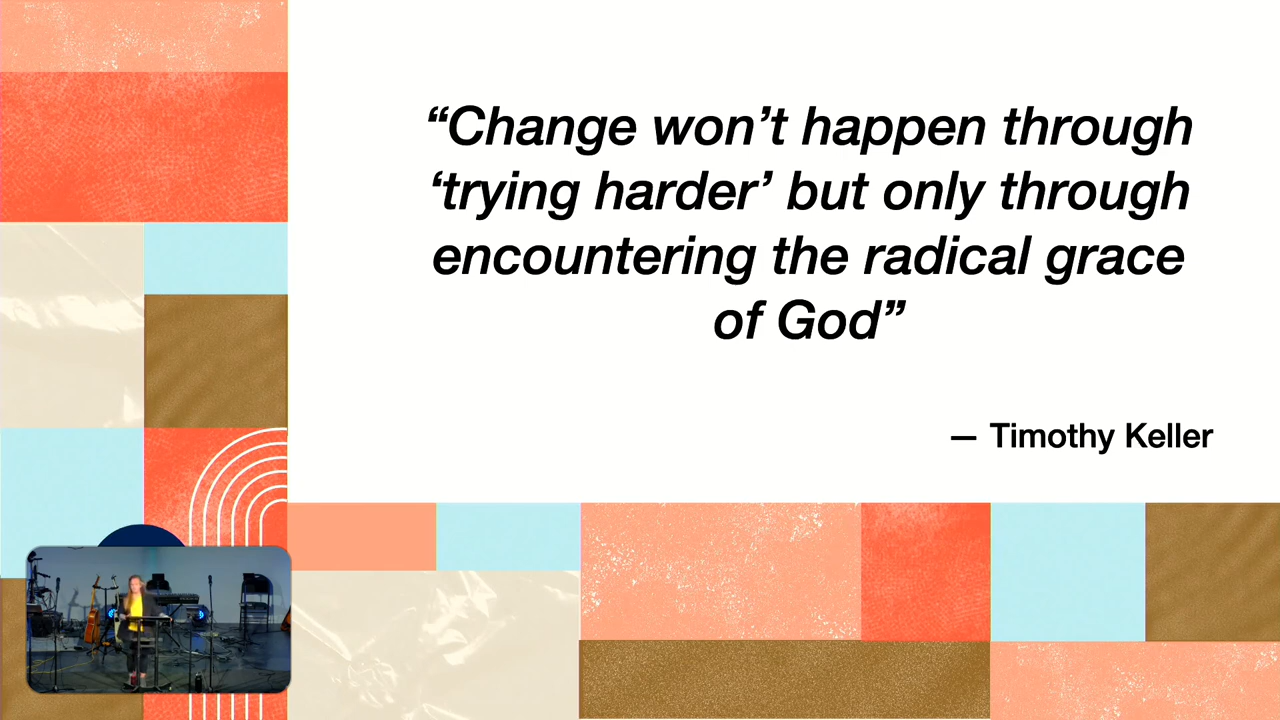 “Change won’t happen through
‘trying harder’ but only through
encountering the radical grace
of God”
— Timothy Keller